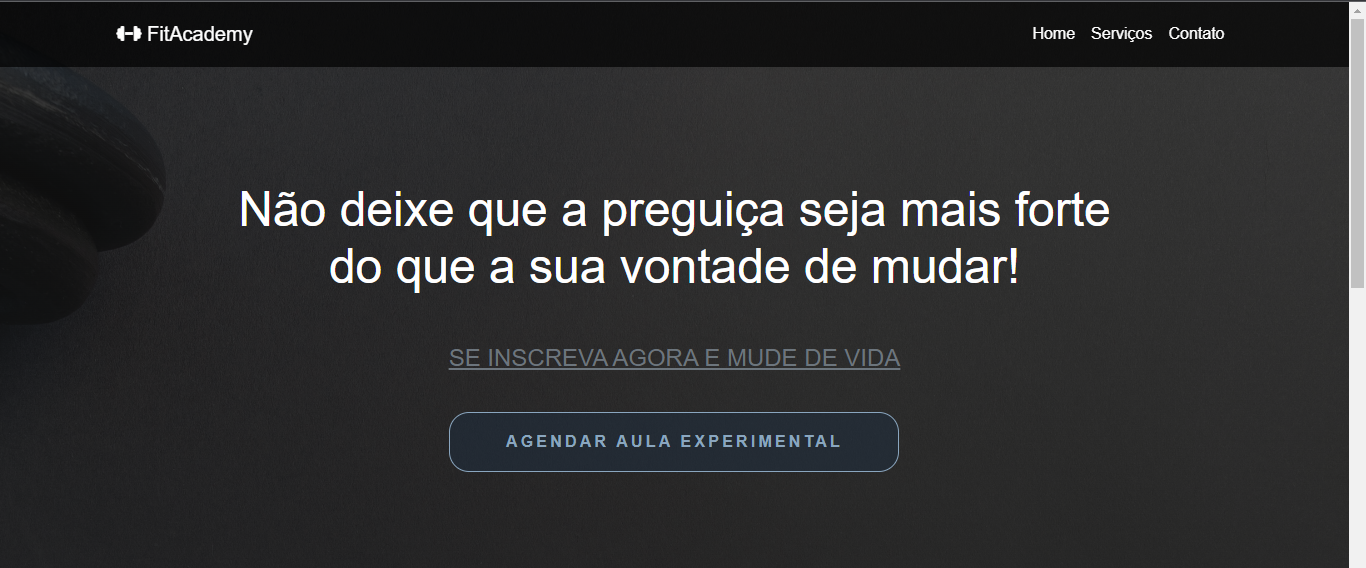 FitAcademy
Home Serviços Contato
Não deixe que a preguiça seja mais forte
do que a sua vontade de mudar!
SE INSCREVA AGORA E MUDE DE VIDA
AGENDAR AULA EXPERIMENTAL